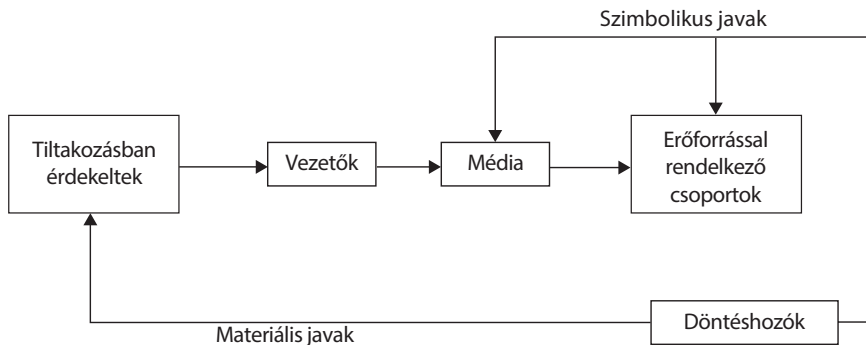 Szimbolikus javak
Tiltakozásban
érdekeltek
Vezetők
Média
Erőforrással
rendelkező
csoportok
Materiális javak
Döntéshozók